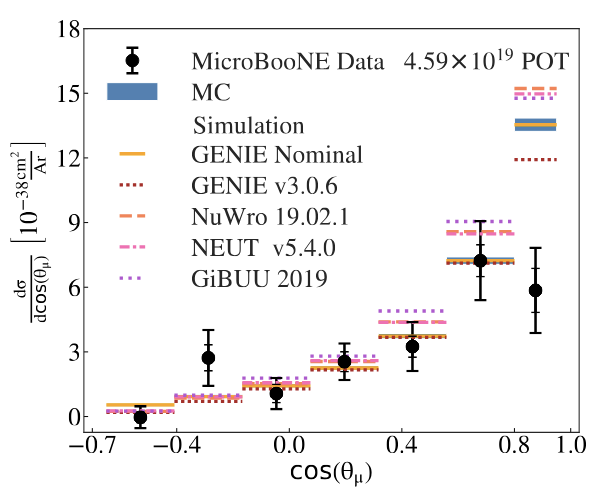 18
15
12
9
6
3
0
dσ/dcos(θμ) [10⁻³⁸cm²/Ar]
MicroBooNE Data 4.59×10¹⁹ POT
MC
Simulation
GENIE Nominal
GENIE v3.0.6
NuWro 19.02.1
NEUT v5.4.0
GiBUU 2019
−0.7 −0.4 0.0 0.4 0.8 1.0
cos(θμ)